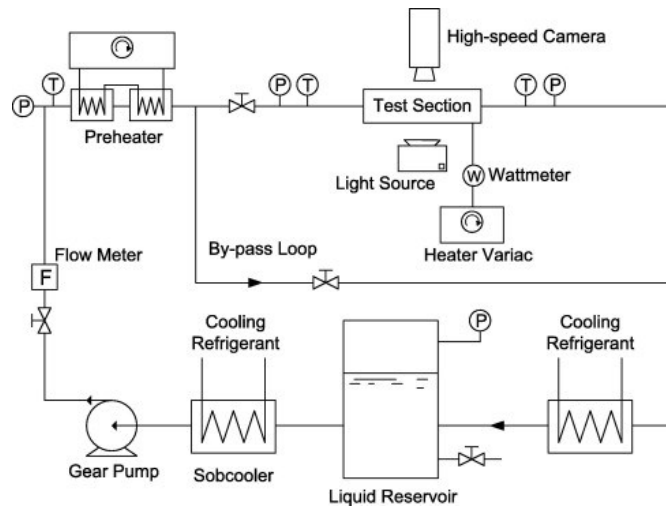 High-speed Camera
P
T
Preheater
P
T
Test Section
T
P
Light Source
W
Wattmeter
Heater Variac
Flow Meter
F
By-pass Loop
Cooling
Refrigerant
P
Cooling
Refrigerant
Gear Pump
Sobcooler
Liquid Reservoir